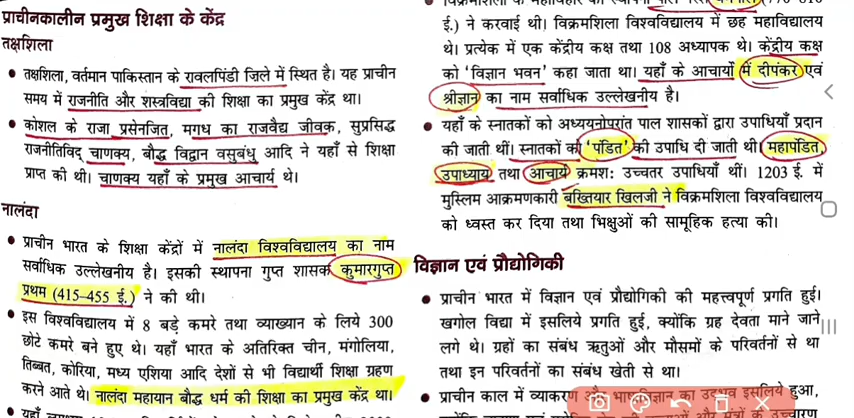 प्राचीनकालीन प्रमुख शिक्षा के केंद्र
तक्षशिला
• तक्षशिला, वर्तमान पाकिस्तान के रावलपिंडी जिले में स्थित है। यह प्राचीन
समय में राजनीति और शस्त्रविद्या की शिक्षा का प्रमुख केंद्र था।
• कोशल के राजा प्रसेनजित, मगध का राजवैद्य जीवक, सुप्रसिद्ध
राजनीतिविद् चाणक्य, बौद्ध विद्वान वसुबंधु आदि ने यहाँ से शिक्षा
प्राप्त की थी। चाणक्य यहाँ के प्रमुख आचार्य थे।
नालंदा
• प्राचीन भारत के शिक्षा केंद्रों में नालंदा विश्वविद्यालय का नाम
सर्वाधिक उल्लेखनीय है। इसकी स्थापना गुप्त शासक कुमारगुप्त
प्रथम (415–455 ई.) ने की थी।
• इस विश्वविद्यालय में 8 बड़े कमरे तथा व्याख्यान के लिये 300
छोटे कमरे बने हुए थे। यहाँ भारत के अतिरिक्त चीन, मंगोलिया,
तिब्बत, कोरिया, मध्य एशिया आदि देशों से भी विद्यार्थी शिक्षा ग्रहण
करने आते थे। नालंदा महायान बौद्ध धर्म की शिक्षा का प्रमुख केंद्र था।
ई.) ने करवाई थी। विक्रमशिला विश्वविद्यालय में छह महाविद्यालय
थे। प्रत्येक में एक केंद्रीय कक्ष तथा 108 अध्यापक थे। केंद्रीय कक्ष
को 'विज्ञान भवन' कहा जाता था। यहाँ के आचार्यों में दीपंकर एवं
श्रीज्ञान का नाम सर्वाधिक उल्लेखनीय है।
• यहाँ के स्नातकों को अध्ययनोपरांत पाल शासकों द्वारा उपाधियाँ प्रदान
की जाती थीं। स्नातकों को 'पंडित' की उपाधि दी जाती थी। महापंडित,
उपाध्याय तथा आचार्य क्रमशः उच्चतर उपाधियाँ थीं। 1203 ई. में
मुस्लिम आक्रमणकारी बख्तियार खिलजी ने विक्रमशिला विश्वविद्यालय
को ध्वस्त कर दिया तथा भिक्षुओं की सामूहिक हत्या की।
विज्ञान एवं प्रौद्योगिकी
• प्राचीन भारत में विज्ञान एवं प्रौद्योगिकी की महत्त्वपूर्ण प्रगति हुई।
खगोल विद्या में इसलिये प्रगति हुई, क्योंकि ग्रह देवता माने जाने
लगे थे। ग्रहों का संबंध ऋतुओं और मौसमों के परिवर्तनों से था
तथा इन परिवर्तनों का संबंध खेती से था।
• प्राचीन काल में व्याकरण और भाषाविज्ञान का उद्भव इसलिये हुआ,